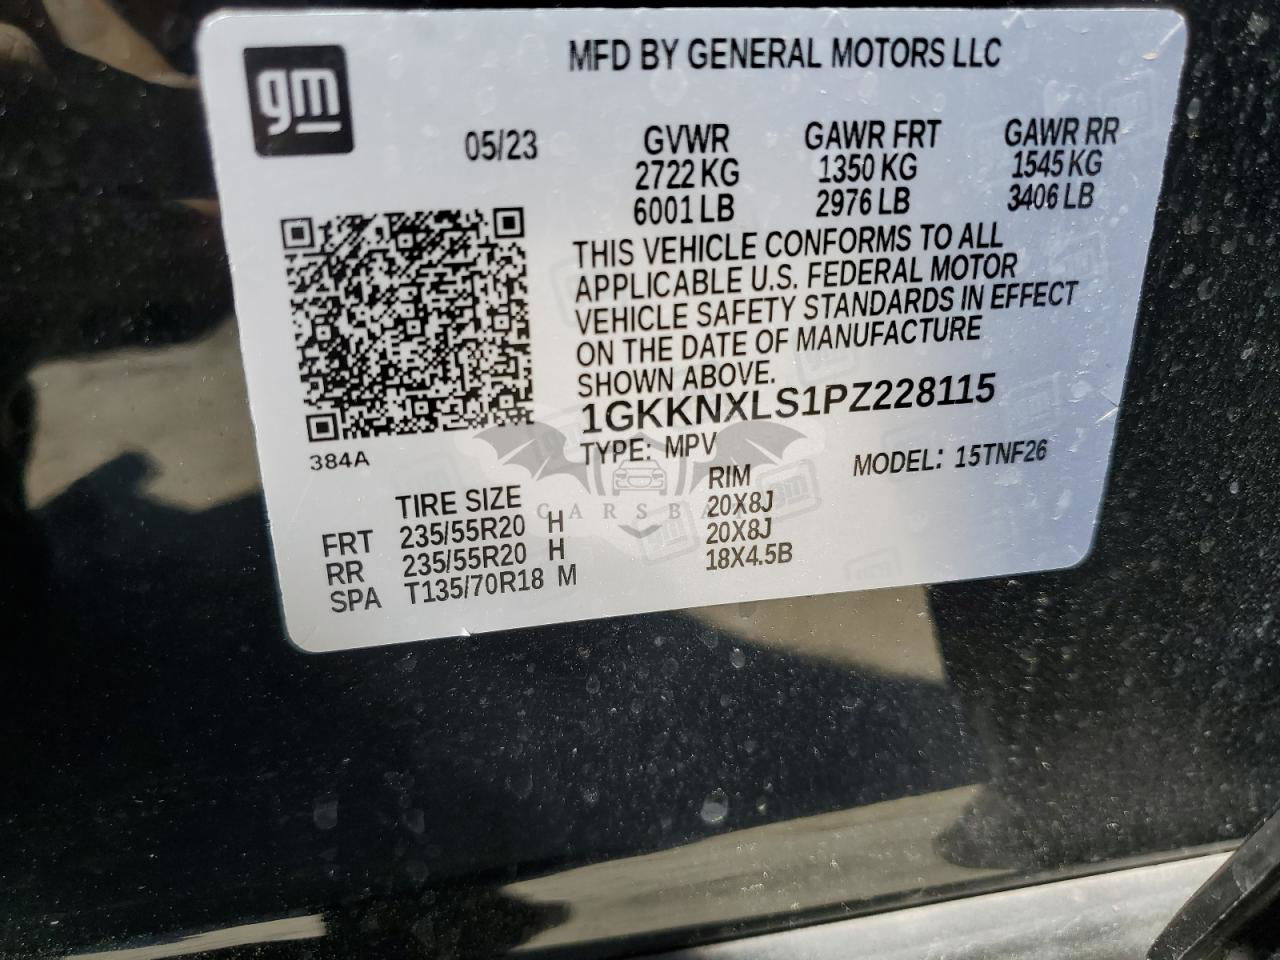 gm
MFD BY GENERAL MOTORS LLC
05/23
GVWR GAWR FRT GAWR RR
2722 KG 1350 KG 1545 KG
6001 LB 2976 LB 3406 LB
THIS VEHICLE CONFORMS TO ALL
APPLICABLE U.S. FEDERAL MOTOR
VEHICLE SAFETY STANDARDS IN EFFECT
ON THE DATE OF MANUFACTURE
SHOWN ABOVE.
1GKKNXLS1PZ228115
384A
TYPE: MPV MODEL: 15TNF26
TIRE SIZE RIM
FRT 235/55R20 H 20X8J
RR 235/55R20 H 20X8J
SPA T135/70R18 M 18X4.5B